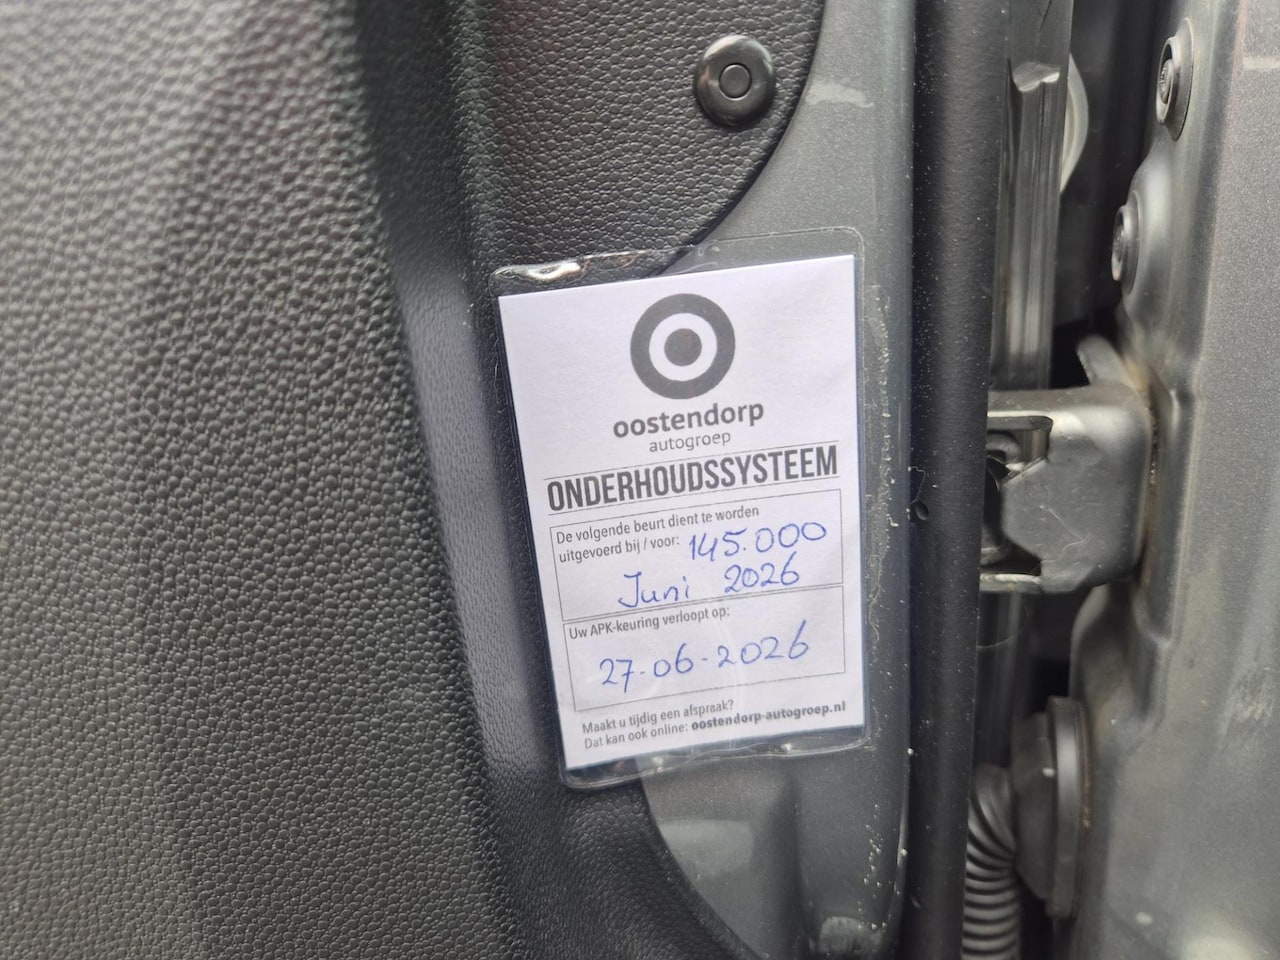 oostendorp
autogroep
ONDERHOUDSSYSTEEM
De volgende beurt dient te worden
uitgevoerd bij / voor: 145.000
Juni 2026
Uw APK-keuring verloopt op:
27-06-2026
Maakt u tijdig een afspraak?
Dat kan ook online: oostendorp-autogroep.nl